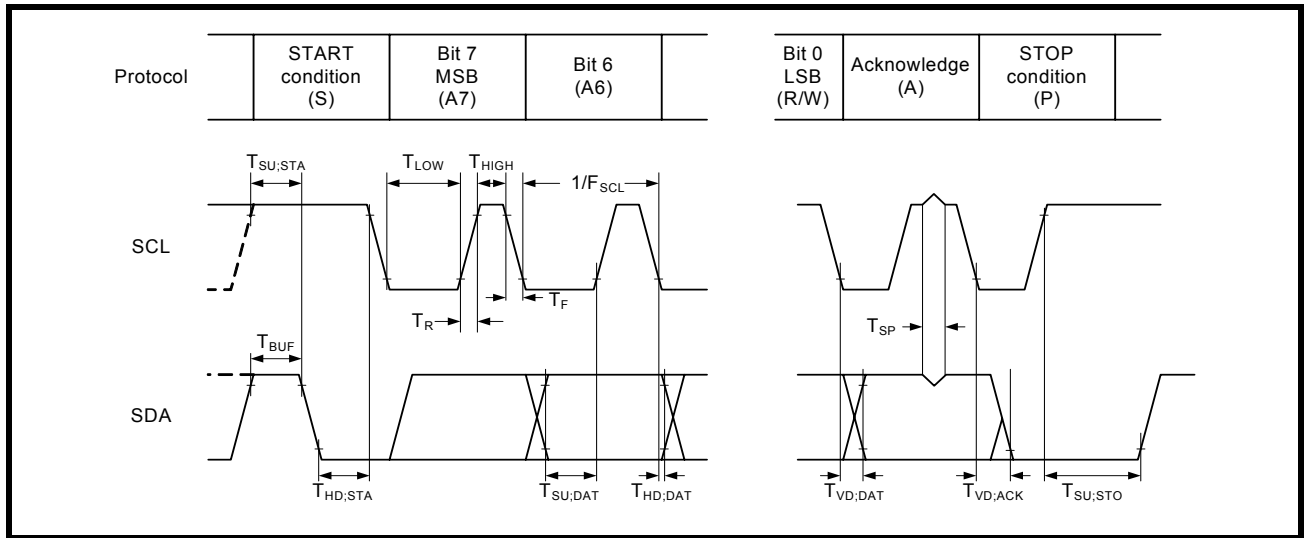 Protocol
START
condition
(S)
Bit 7
MSB
(A7)
Bit 6
(A6)
Bit 0
LSB
(R/W)
Acknowledge
(A)
STOP
condition
(P)
TSU;STA
TLOW
THIGH
1/FSCL
SCL
TF
TR
TSP
TBUF
SDA
THD;STA
TSU;DAT
THD;DAT
TVD;DAT
TVD;ACK
TSU;STO